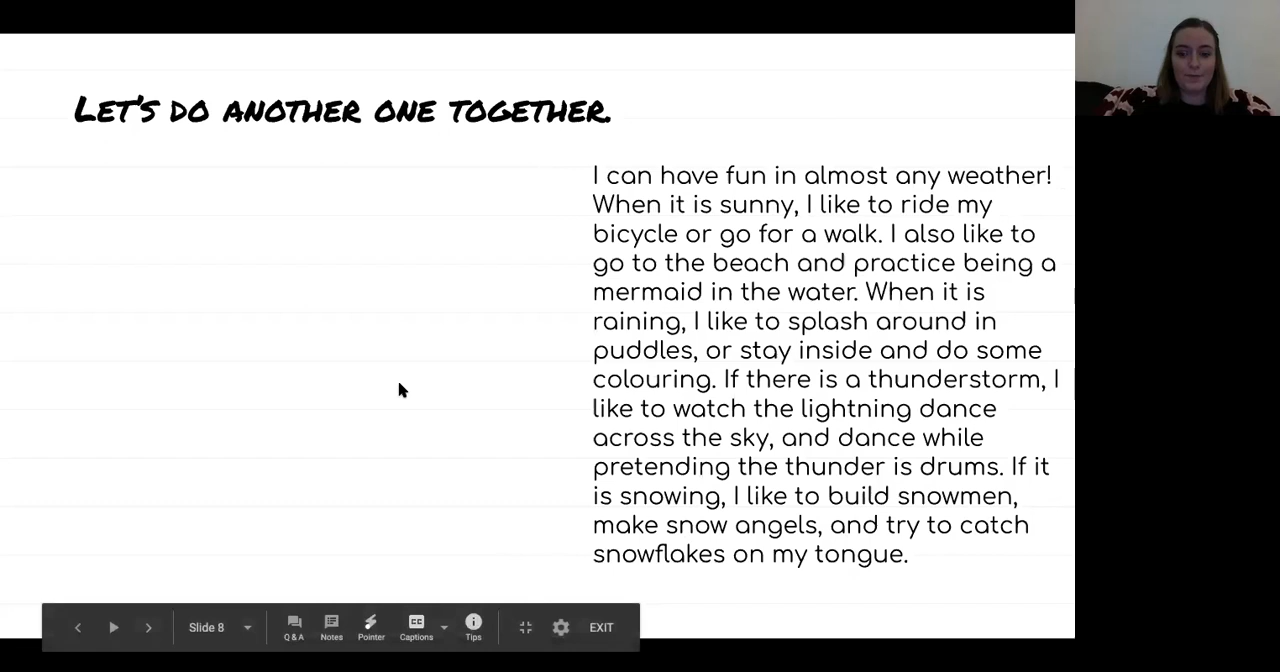 LET'S DO ANOTHER ONE TOGETHER.
I can have fun in almost any weather!
When it is sunny, I like to ride my
bicycle or go for a walk. I also like to
go to the beach and practice being a
mermaid in the water. When it is
raining, I like to splash around in
puddles, or stay inside and do some
colouring. If there is a thunderstorm, I
like to watch the lightning dance
across the sky, and dance while
pretending the thunder is drums. If it
is snowing, I like to build snowmen,
make snow angels, and try to catch
snowflakes on my tongue.
Slide 8
Q & A
Notes
Pointer
CC
Captions
Tips
EXIT